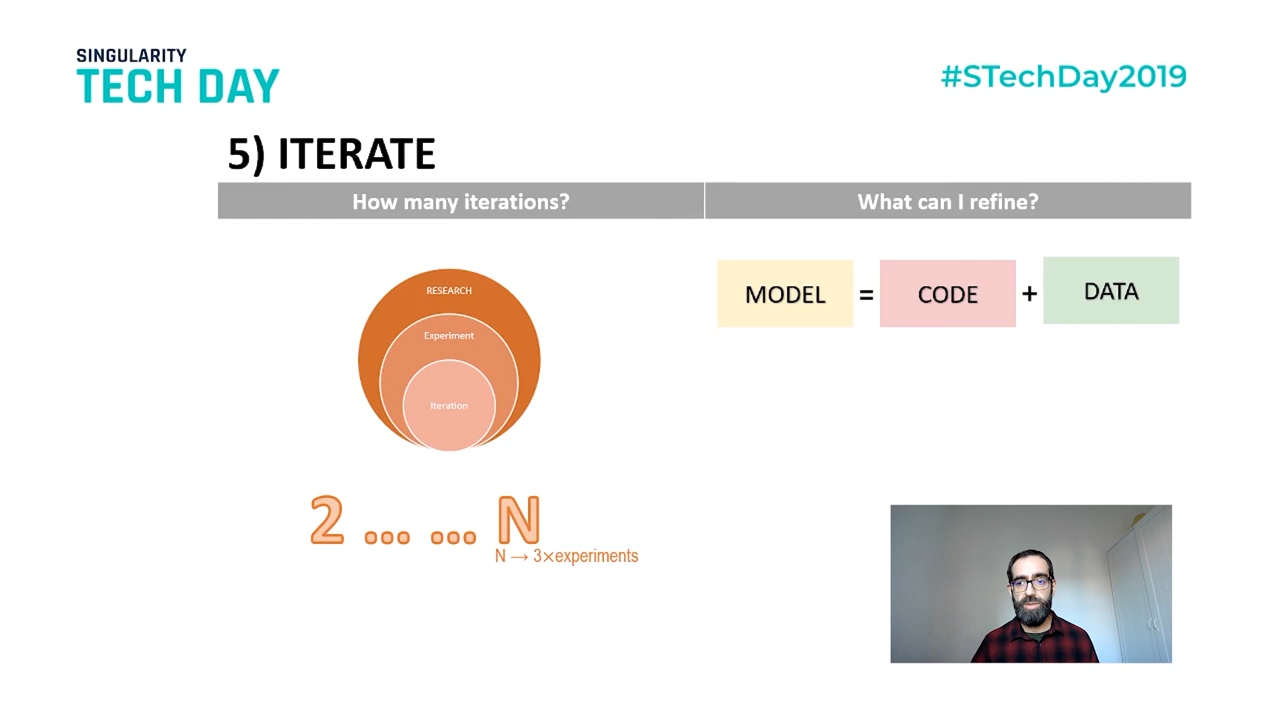 SINGULARITY
TECH DAY
#STechDay2019
5) ITERATE
How many iterations?
What can I refine?
RESEARCH
Experiment
Iteration
MODEL = CODE + DATA
2 ... ... N
N → 3×experiments